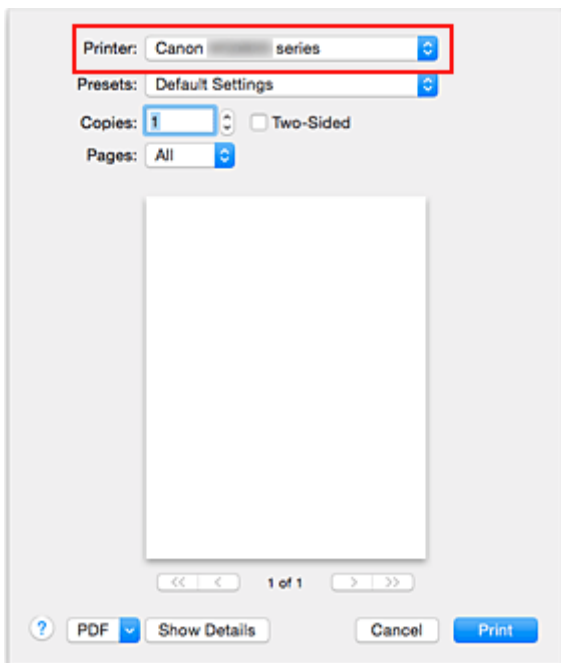 Printer: Canon series
Presets: Default Settings
Copies: 1 Two-Sided
Pages: All
<< < 1 of 1 > >>
? PDF Show Details Cancel Print